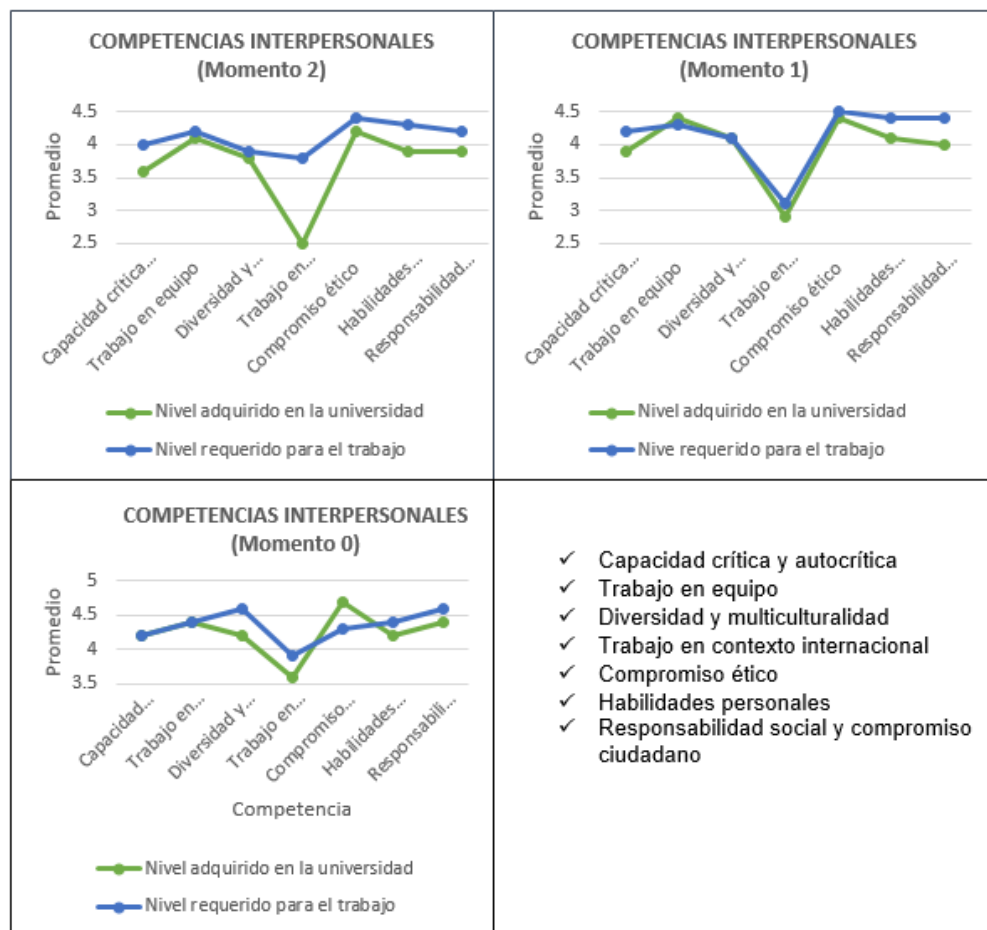 COMPETENCIAS INTERPERSONALES
(Momento 2)
Promedio
4.5
4
3.5
3
2.5
Capacidad crítica...
Trabajo en equipo
Diversidad y...
Trabajo en...
Compromiso ético
Habilidades...
Responsabilidad...
Nivel adquirido en la universidad
Nivel requerido para el trabajo
COMPETENCIAS INTERPERSONALES
(Momento 1)
Promedio
4.5
4
3.5
3
2.5
Capacidad crítica...
Trabajo en equipo
Diversidad y...
Trabajo en...
Compromiso ético
Habilidades...
Responsabilidad...
Nivel adquirido en la universidad
Nive requerido para el trabajo
COMPETENCIAS INTERPERSONALES
(Momento 0)
Promedio
5
4.5
4
3.5
Capacidad...
Trabajo en...
Diversidad y...
Trabajo en...
Compromiso...
Habilidades...
Responsabili...
Competencia
Nivel adquirido en la universidad
Nivel requerido para el trabajo
✓ Capacidad crítica y autocrítica
✓ Trabajo en equipo
✓ Diversidad y multiculturalidad
✓ Trabajo en contexto internacional
✓ Compromiso ético
✓ Habilidades personales
✓ Responsabilidad social y compromiso
ciudadano